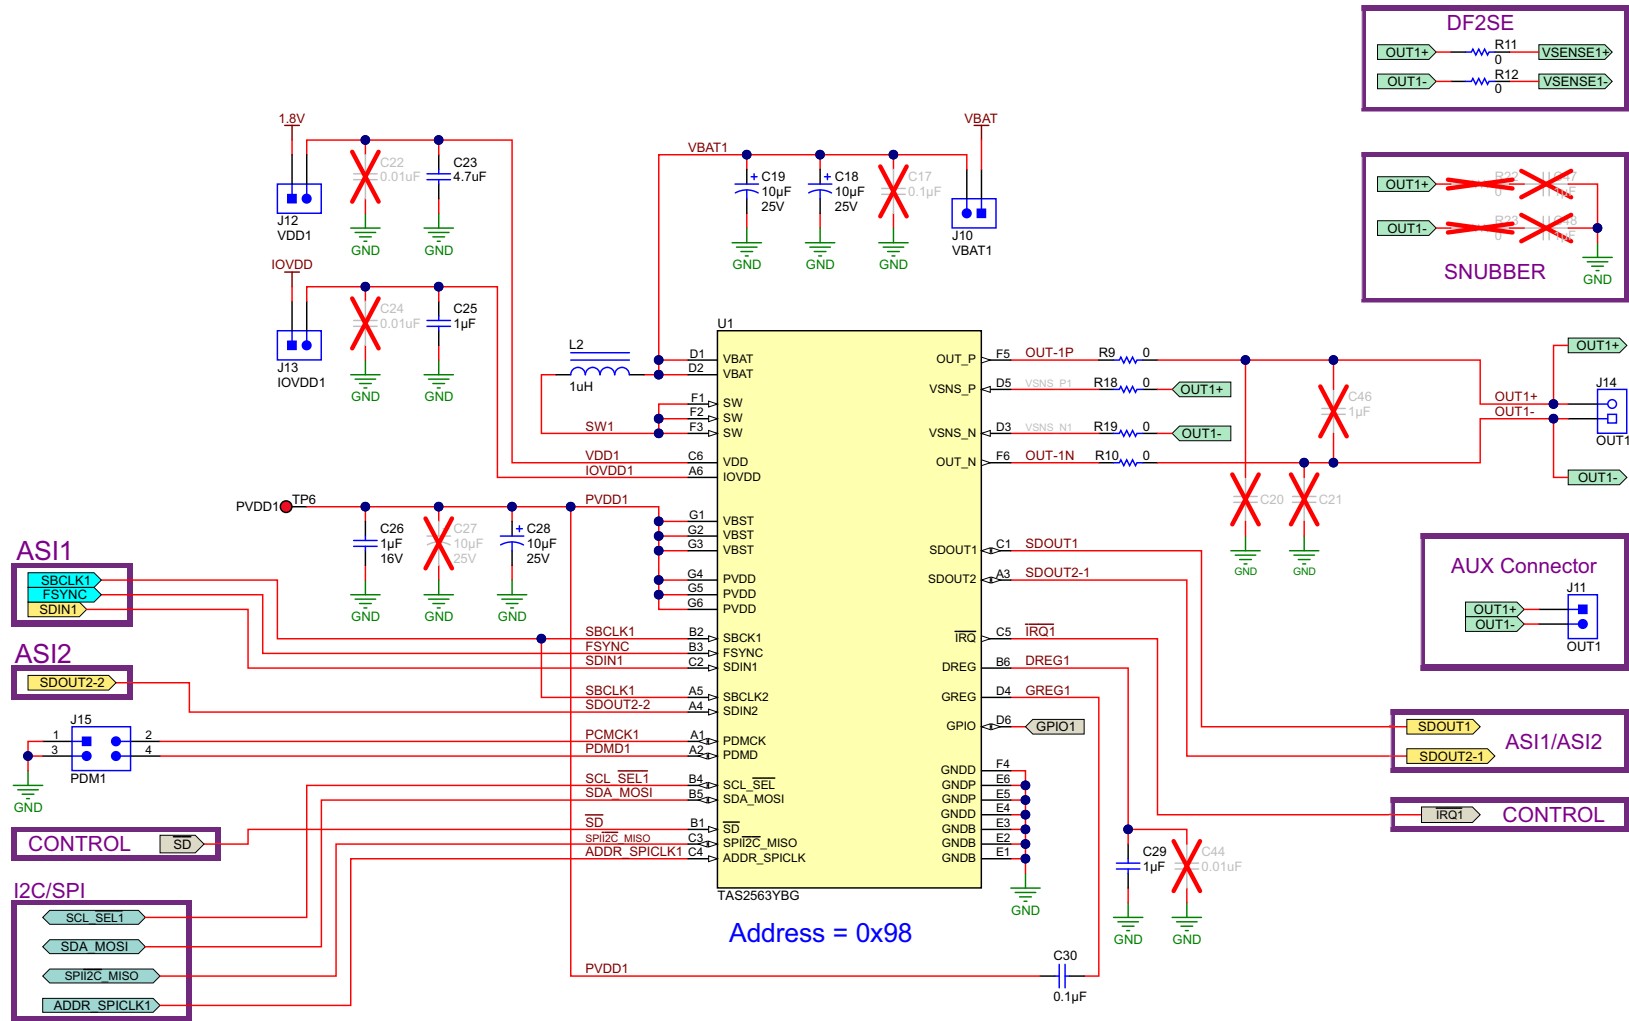 DF2SE
OUT1+ R11 0 VSENSE1+
OUT1- R12 0 VSENSE1-
1.8V
C22 0.01uF
C23 4.7uF
J12
VDD1
GND GND
VBAT
VBAT1
C19 10µF 25V
C18 10µF 25V
C17 0.1µF
J10
VBAT1
GND GND GND
OUT1+
OUT1-
GND
SNUBBER
IOVDD
C24 0.01uF
C25 1µF
J13
IOVDD1
GND GND
L2
1uH
SW1
VDD1
IOVDD1
PVDD1 TP6
PVDD1
C26 1µF 16V
C27 10µF 25V
C28 10µF 25V
GND GND GND
U1
D1 VBAT
D2 VBAT
F1 SW
F2 SW
F3 SW
C6 VDD
A6 IOVDD
G1 VBST
G2 VBST
G3 VBST
G4 PVDD
G5 PVDD
G6 PVDD
SBCLK1 B2 SBCK1
FSYNC B3 FSYNC
SDIN1 C2 SDIN1
SBCLK1 A5 SBCLK2
SDOUT2-2 A4 SDIN2
PCMCK1 A1 PDMCK
PDMD1 A2 PDMD
SCL_SEL1 B4 SCL_SEL
SDA_MOSI B5 SDA_MOSI
SD B1 SD
SPII2C_MISO C3 SPII2C_MISO
ADDR_SPICLK1 C4 ADDR_SPICLK
TAS2563YBG
Address = 0x98
OUT_P F5 OUT-1P R9 0
VSNS_P D5 VSNS_P1 R18 0 OUT1+
VSNS_N D3 VSNS_N1 R19 0 OUT1-
OUT_N F6 OUT-1N R10 0
SDOUT1 C1 SDOUT1
SDOUT2 A3 SDOUT2-1
IRQ C5 IRQ1
DREG B6 DREG1
GREG D4 GREG1
GPIO D6 GPIO1
GNDD F4
GNDP E6
GNDP E5
GNDD E4
GNDB E3
GNDB E2
GNDB E1
GND
C46 1µF
C20 C21
GND GND
OUT1+
OUT1+
OUT1-
J14
OUT1
OUT1-
AUX Connector
J11
OUT1+
OUT1-
OUT1
SDOUT1
SDOUT2-1
ASI1/ASI2
IRQ1 CONTROL
C29 1µF
C44 0.01uF
GND GND
PVDD1
C30
0.1µF
ASI1
SBCLK1
FSYNC
SDIN1
ASI2
SDOUT2-2
J15
1 2
3 4
PDM1
GND
CONTROL SD
I2C/SPI
SCL_SEL1
SDA_MOSI
SPII2C_MISO
ADDR_SPICLK1